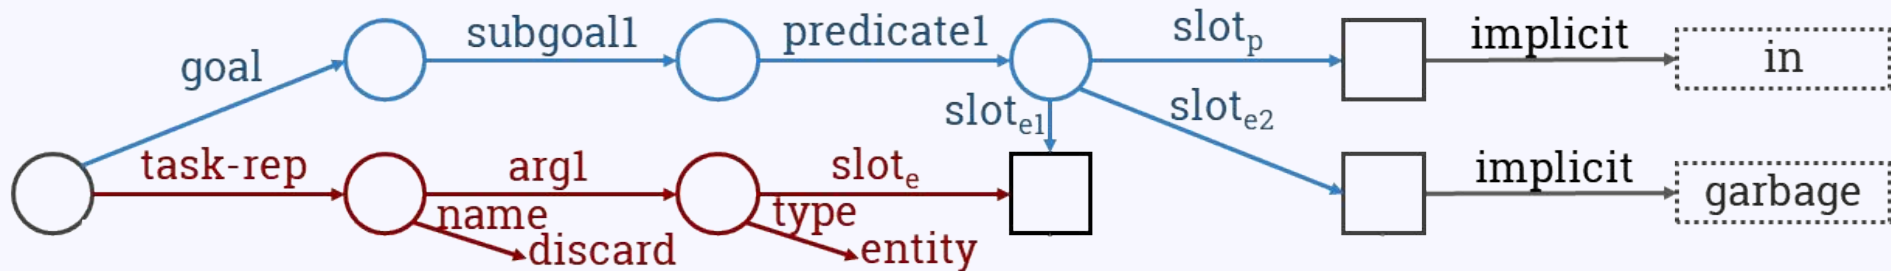 goal
subgoal1
predicate1
slotp
implicit
in
slote1
slote2
task-rep
arg1
slote
implicit
garbage
name
discard
type
entity